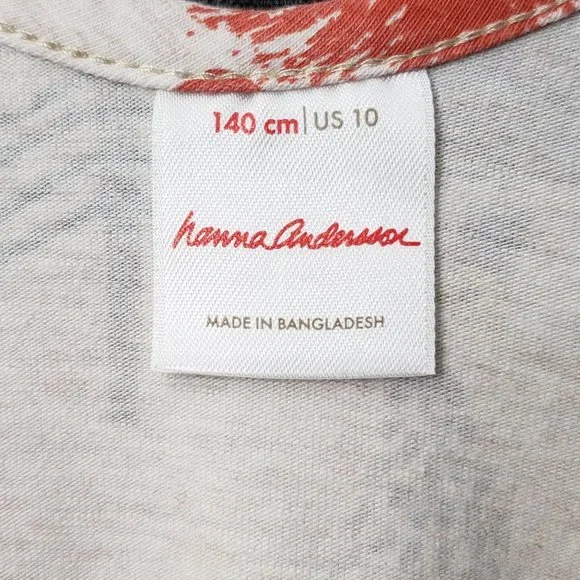 140 cm | US 10
hanna andersson
MADE IN BANGLADESH